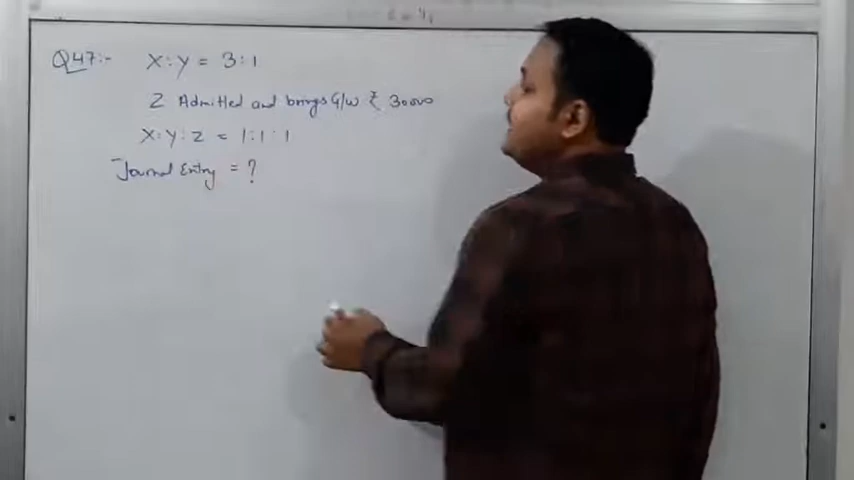 Q47:- X:Y = 3:1
Z Admitted and brings G/W ₹ 30000
X:Y:Z = 1:1:1
Journal Entry = ?